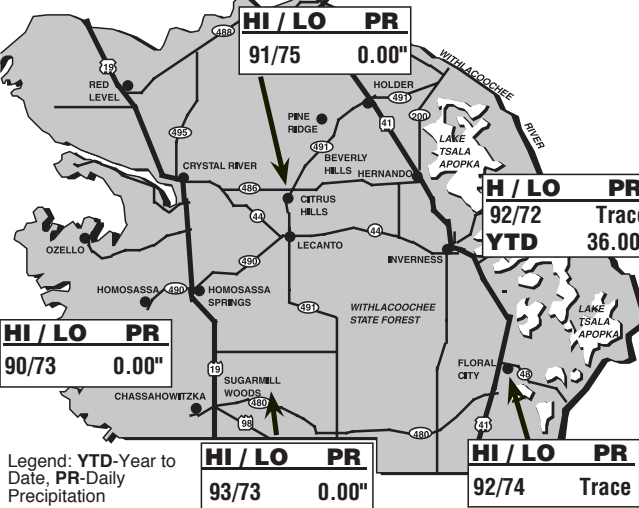 HI / LO PR
91/75 0.00"
488
19
RED
LEVEL
WITHLACOOCHEE
RIVER
HOLDER
491
PINE
RIDGE
41
200
495
491
LAKE
TSALA
APOPKA
BEVERLY
HILLS
CRYSTAL RIVER
HERNANDO
486
CITRUS
HILLS
H / LO PR
92/72 Trace
YTD 36.00
44
44
OZELLO
LECANTO
INVERNESS
490
HOMOSASSA
490
HOMOSASSA
SPRINGS
491
WITHLACOOCHEE
STATE FOREST
LAKE
TSALA
APOPKA
HI / LO PR
90/73 0.00"
19
FLORAL
CITY
48
SUGARMILL
WOODS
CHASSAHOWITZKA
480
98
480
41
HI / LO PR
93/73 0.00"
HI / LO PR
92/74 Trace
Legend: YTD-Year to
Date, PR-Daily
Precipitation